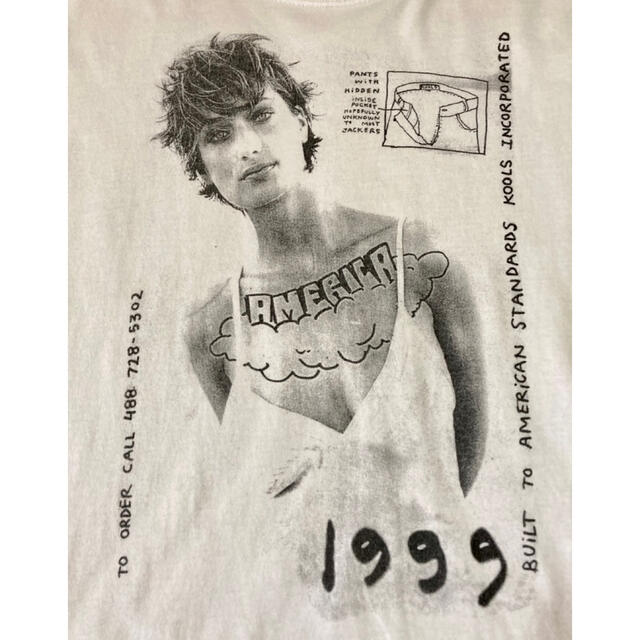 PANTS
WITH
HIDDEN
INSIDE
POCKET
HOPEFULLY
UNKNOWN
TO MOST
JACKERS
AMERICA
TO ORDER CALL 488 728-5302
BUiLT TO AMERiCAN STANDARDS KOOLS INCORPORATED
1999